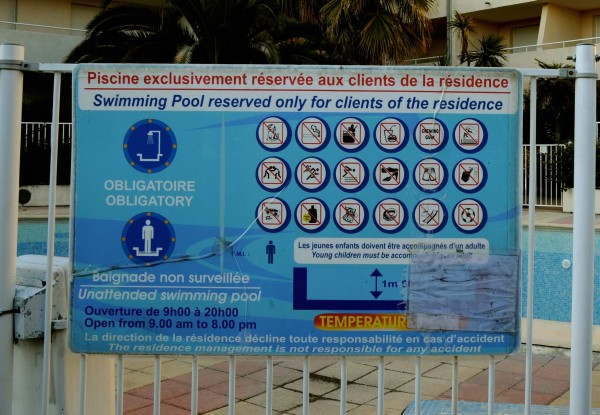 Piscine exclusivement réservée aux clients de la résidence
Swimming Pool reserved only for clients of the residence
CHEWING
GUM
OBLIGATOIRE
OBLIGATORY
Les jeunes enfants doivent être accompagnés d'un adulte
Young children must be
Baignade non surveillée
Unattended swimming pool
1m
Ouverture de 9h00 à 20h00
Open from 9.00 am to 8.00 pm
TEMPERATUR
La direction de la résidence décline toute responsabilité en cas d'accident
The residence management is not responsible for any accident